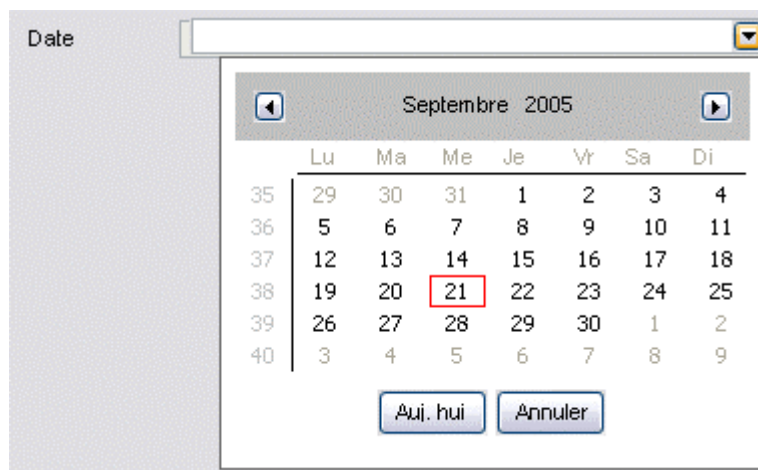 Date
Septembre 2005
Lu Ma Me Je Vr Sa Di
35 29 30 31 1 2 3 4
36 5 6 7 8 9 10 11
37 12 13 14 15 16 17 18
38 19 20 21 22 23 24 25
39 26 27 28 29 30 1 2
40 3 4 5 6 7 8 9
Auj. hui Annuler